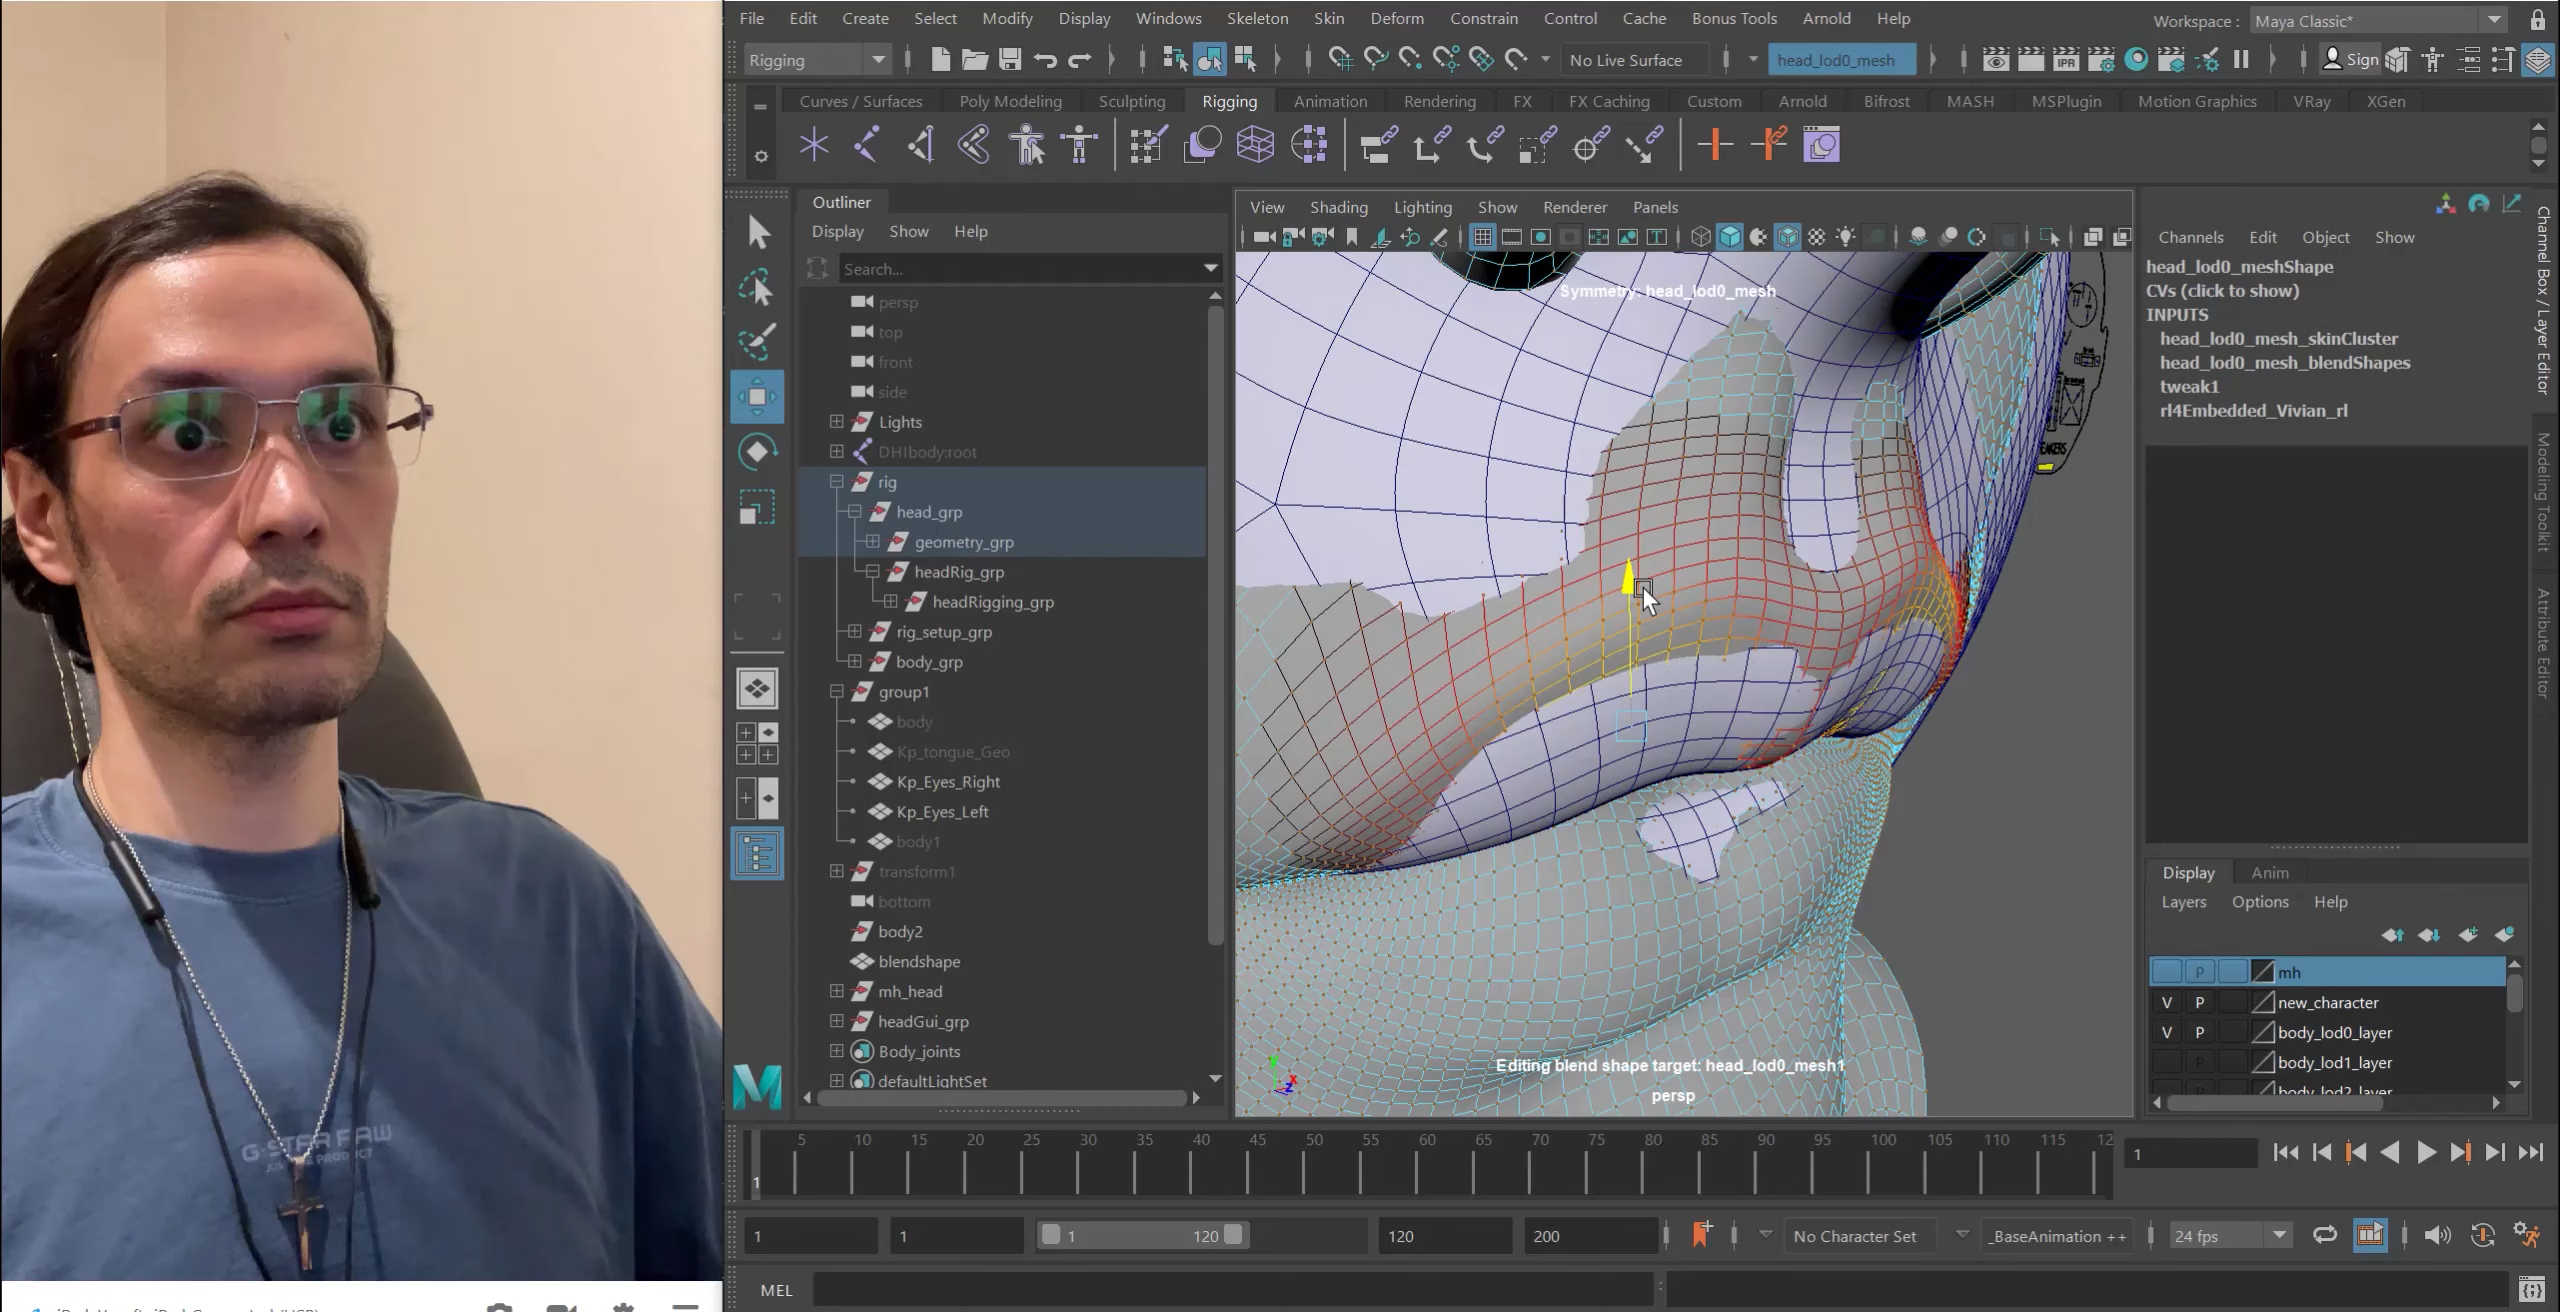 File Edit Create Select Modify Display Windows Skeleton Skin Deform Constrain Control Cache Bonus Tools Arnold Help
Workspace : Maya Classic*
Rigging
No Live Surface
head_lod0_mesh
IPR
Sign
Curves / Surfaces Poly Modeling Sculpting Rigging Animation Rendering FX FX Caching Custom Arnold Bifrost MASH MSPlugin Motion Graphics VRay XGen
Outliner
Display Show Help
Search...
persp
top
front
side
Lights
DHIbody:root
rig
head_grp
geometry_grp
headRig_grp
headRigging_grp
rig_setup_grp
body_grp
group1
body
Kp_tongue_Geo
Kp_Eyes_Right
Kp_Eyes_Left
body1
transform1
bottom
body2
blendshape
mh_head
headGui_grp
Body_joints
defaultLightSet
View Shading Lighting Show Renderer Panels
Symmetry: head_lod0_mesh
Editing blend shape target: head_lod0_mesh1
persp
Channels Edit Object Show
head_lod0_meshShape
CVs (click to show)
INPUTS
head_lod0_mesh_skinCluster
head_lod0_mesh_blendShapes
tweak1
rl4Embedded_Vivian_rl
Channel Box / Layer Editor
Modeling Toolkit
Attribute Editor
Display Anim
Layers Options Help
P mh
V P new_character
V P body_lod0_layer
P body_lod1_layer
body_lod2_layer
5 10 15 20 25 30 35 40 45 50 55 60 65 70 75 80 85 90 95 100 105 110 115 12
1
1
1 1 1 120 120 200
No Character Set
_BaseAnimation ++
24 fps
MEL
G-STAR RAW
PRODUCT